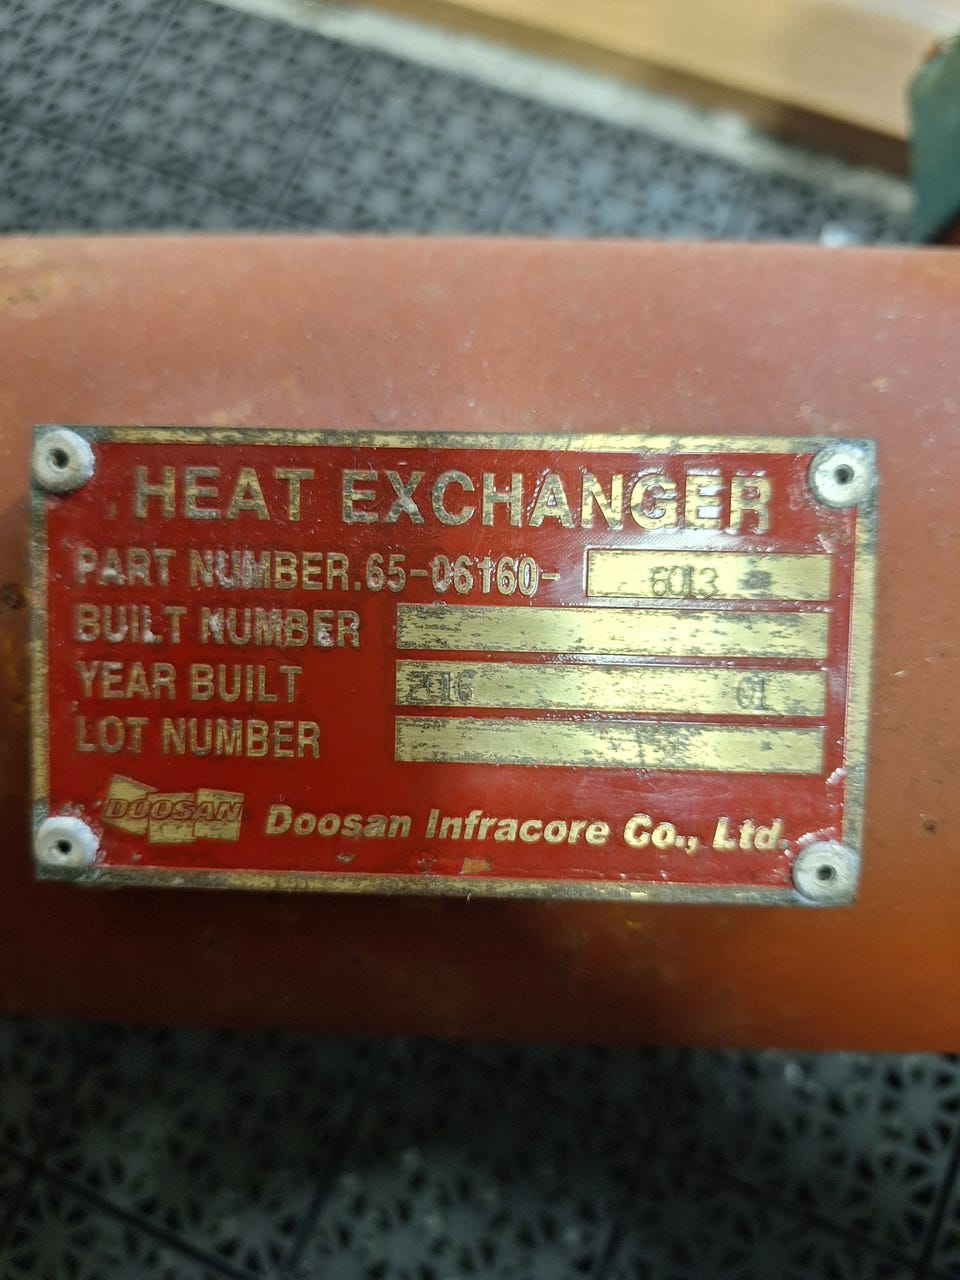 HEAT EXCHANGER
PART NUMBER.65-06160- 6013
BUILT NUMBER
YEAR BUILT 2016 01
LOT NUMBER
DOOSAN Doosan Infracore Co., Ltd.